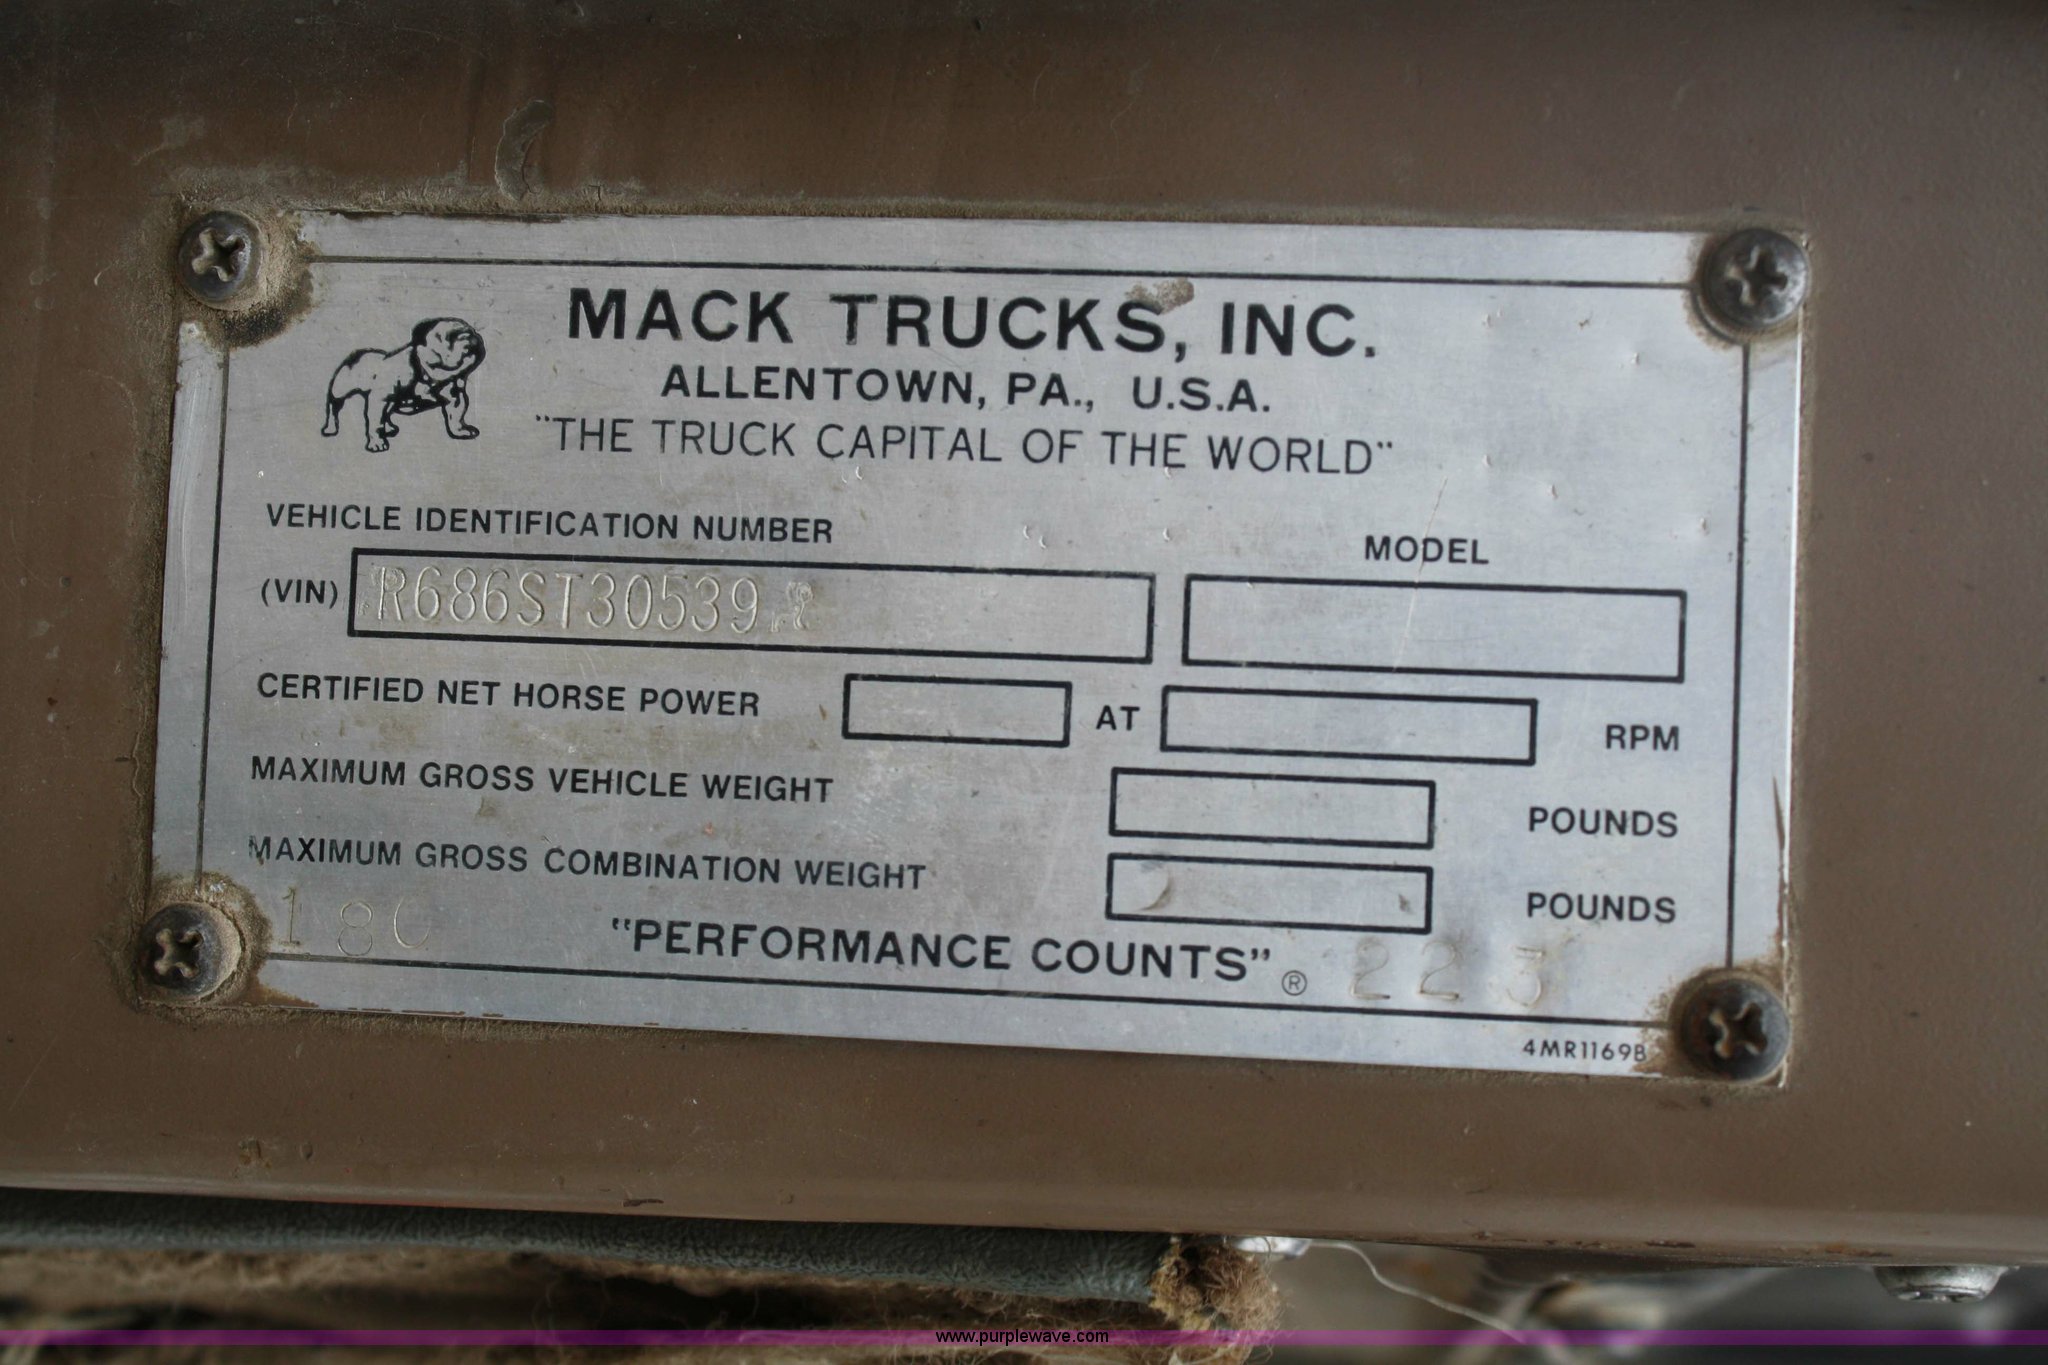 MACK TRUCKS, INC.
ALLENTOWN, PA., U.S.A.
"THE TRUCK CAPITAL OF THE WORLD"
VEHICLE IDENTIFICATION NUMBER
MODEL
(VIN) R686ST30539
CERTIFIED NET HORSE POWER AT RPM
MAXIMUM GROSS VEHICLE WEIGHT POUNDS
MAXIMUM GROSS COMBINATION WEIGHT POUNDS
180
"PERFORMANCE COUNTS" ® 223
4MR1169B
www.purplewave.com